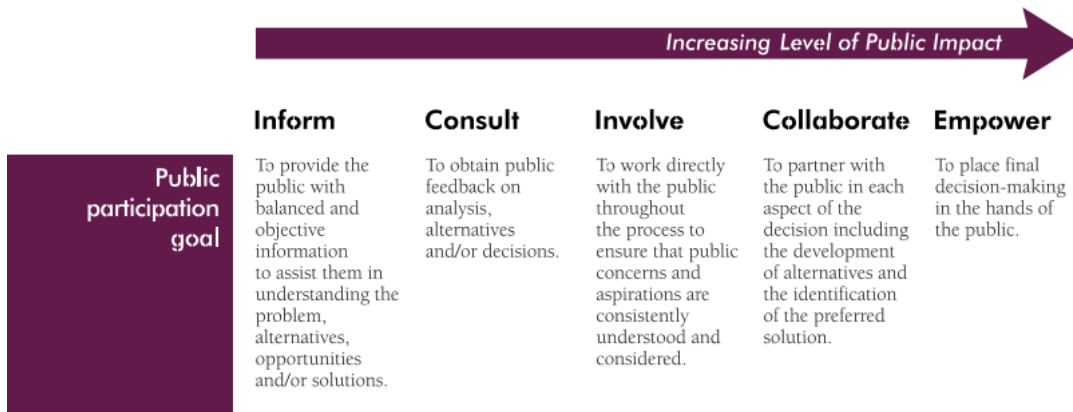 Increasing Level of Public Impact
Inform
Consult
Involve
Collaborate
Empower
Public
participation
goal
To provide the
public with
balanced and
objective
information
to assist them in
understanding the
problem,
alternatives,
opportunities
and/or solutions.
To obtain public
feedback on
analysis,
alternatives
and/or decisions.
To work directly
with the public
throughout
the process to
ensure that public
concerns and
aspirations are
consistently
understood and
considered.
To partner with
the public in each
aspect of the
decision including
the development
of alternatives and
the identification
of the preferred
solution.
To place final
decision-making
in the hands of
the public.